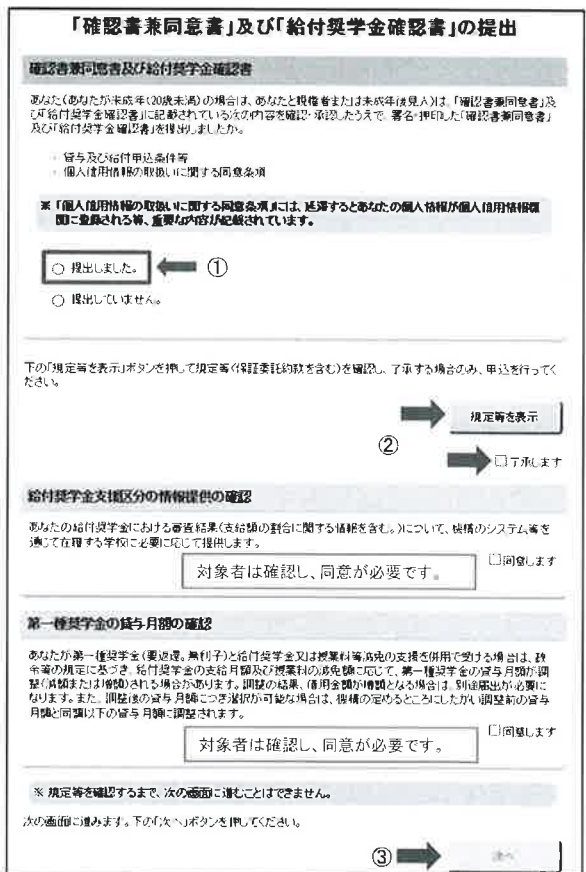 「確認書兼同意書」及び「給付奨学金確認書」の提出
確認書兼同意書及び給付奨学金確認書
あなた(あなたが未成年(20歳未満)の場合は、あなたと親権者または未成年後見人)は、「確認書兼同意書」及
び「給付奨学金確認書」に記載されている次の内容を確認・承認したうえで、署名・押印した「確認書兼同意書」
及び「給付奨学金確認書」を提出しましたか。
・ 貸与及び給付申込条件等
・ 個人信用情報の取扱いに関する同意条項
※「個人信用情報の取扱いに関する同意条項」には、延滞するとあなたの個人情報が個人信用情報機
関に登録される等、重要な内容が記載されています。
○ 提出しました。 ①
○ 提出していません。
下の「規定等を表示」ボタンを押して規定等(保証委託約款を含む)を確認し、了承する場合のみ、申込を行ってく
ださい。
規定等を表示
②
□了承します
給付奨学金支援区分の情報提供の確認
あなたの給付奨学金における審査結果(支給額の割合に関する情報を含む。)について、機構のシステム等を
通じて在籍する学校に必要に応じて提供します。
□同意します
対象者は確認し、同意が必要です。
第一種奨学金の貸与月額の確認
あなたが第一種奨学金(要返還。無利子)と給付奨学金又は授業料等減免の支援を併用で受ける場合は、政
令等の規定に基づき、給付奨学金の支給月額及び授業料の減免額に応じて、第一種奨学金の貸与月額が調
整(減額または増額)される場合があります。調整の結果、借用金額が増額となる場合は、別途届出が必要に
なります。また、調整後の貸与月額につき選択が可能な場合は、機構の定めるところにしたがい調整前の貸与
月額と同額以下の貸与月額に調整されます。
□同意します
対象者は確認し、同意が必要です。
※ 規定等を確認するまで、次の画面に進むことはできません。
次の画面に進みます。下の「次へ」ボタンを押してください。
③ 次へ